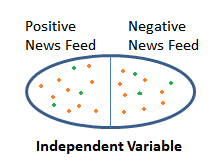 Positive
News Feed
Negative
News Feed
Independent Variable